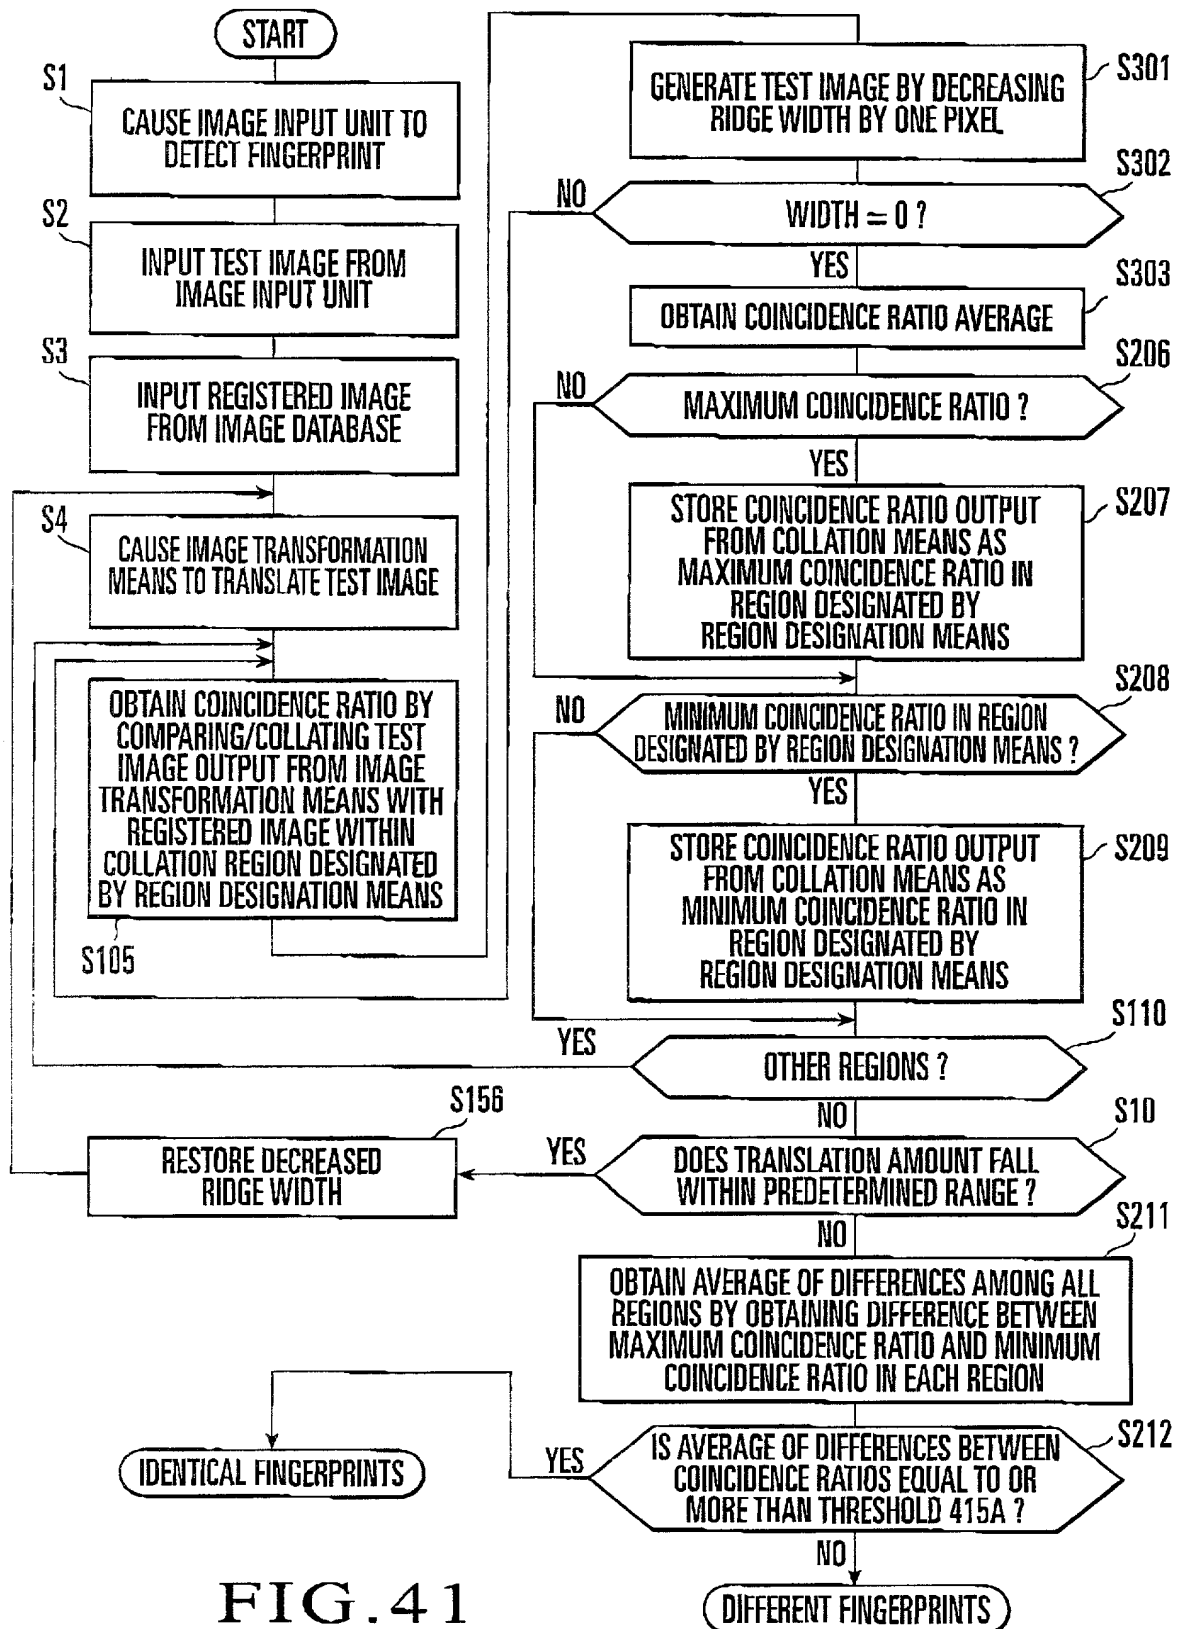 START
S1
CAUSE IMAGE INPUT UNIT TO
DETECT FINGERPRINT
S2
INPUT TEST IMAGE FROM
IMAGE INPUT UNIT
S3
INPUT REGISTERED IMAGE
FROM IMAGE DATABASE
S4
CAUSE IMAGE TRANSFORMATION
MEANS TO TRANSLATE TEST IMAGE
OBTAIN COINCIDENCE RATIO BY
COMPARING/COLLATING TEST
IMAGE OUTPUT FROM IMAGE
TRANSFORMATION MEANS WITH
REGISTERED IMAGE WITHIN
COLLATION REGION DESIGNATED
BY REGION DESIGNATION MEANS
S105
S301
GENERATE TEST IMAGE BY DECREASING
RIDGE WIDTH BY ONE PIXEL
S302
NO
WIDTH = 0 ?
YES
S303
OBTAIN COINCIDENCE RATIO AVERAGE
S206
NO
MAXIMUM COINCIDENCE RATIO ?
YES
S207
STORE COINCIDENCE RATIO OUTPUT
FROM COLLATION MEANS AS
MAXIMUM COINCIDENCE RATIO IN
REGION DESIGNATED BY
REGION DESIGNATION MEANS
S208
NO
MINIMUM COINCIDENCE RATIO IN REGION
DESIGNATED BY REGION DESIGNATION MEANS ?
YES
S209
STORE COINCIDENCE RATIO OUTPUT
FROM COLLATION MEANS AS
MINIMUM COINCIDENCE RATIO IN
REGION DESIGNATED BY
REGION DESIGNATION MEANS
S110
YES
OTHER REGIONS ?
NO
S10
DOES TRANSLATION AMOUNT FALL
WITHIN PREDETERMINED RANGE ?
YES
S156
RESTORE DECREASED
RIDGE WIDTH
NO
S211
OBTAIN AVERAGE OF DIFFERENCES AMONG ALL
REGIONS BY OBTAINING DIFFERENCE BETWEEN
MAXIMUM COINCIDENCE RATIO AND MINIMUM
COINCIDENCE RATIO IN EACH REGION
S212
IS AVERAGE OF DIFFERENCES BETWEEN
COINCIDENCE RATIOS EQUAL TO OR
MORE THAN THRESHOLD 415A ?
YES
IDENTICAL FINGERPRINTS
NO
DIFFERENT FINGERPRINTS
FIG.41